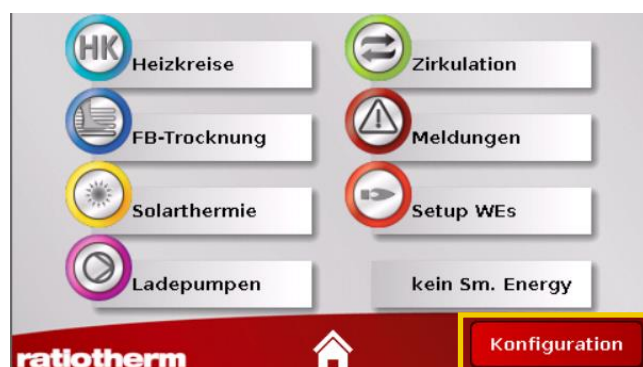 HK
Heizkreise
Zirkulation
FB-Trocknung
Meldungen
Solarthermie
Setup WEs
Ladepumpen
kein Sm. Energy
ratiotherm
Konfiguration